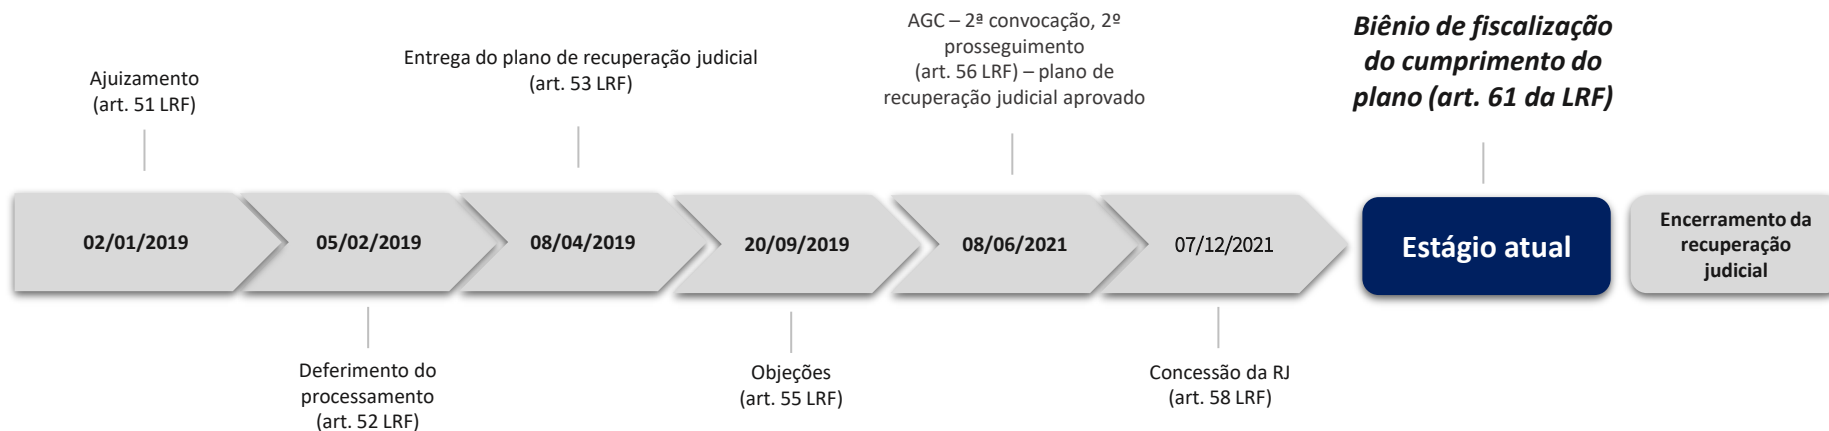 Ajuizamento
(art. 51 LRF)
Entrega do plano de recuperação judicial
(art. 53 LRF)
AGC – 2ª convocação, 2º
prosseguimento
(art. 56 LRF) – plano de
recuperação judicial aprovado
Biênio de fiscalização
do cumprimento do
plano (art. 61 da LRF)
02/01/2019
05/02/2019
08/04/2019
20/09/2019
08/06/2021
07/12/2021
Estágio atual
Encerramento da
recuperação
judicial
Deferimento do
processamento
(art. 52 LRF)
Objeções
(art. 55 LRF)
Concessão da RJ
(art. 58 LRF)